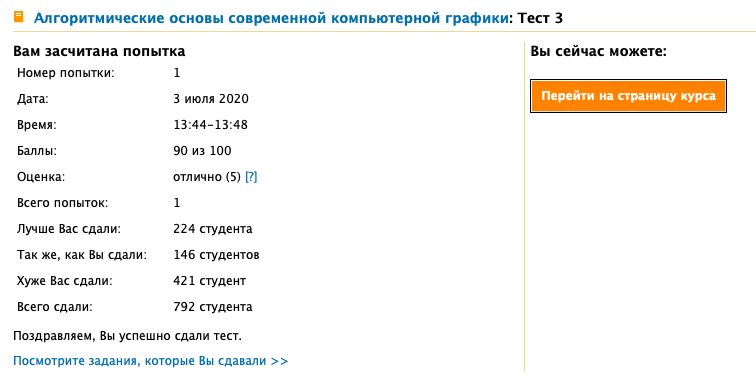 Алгоритмические основы современной компьютерной графики: Тест 3
Вам засчитана попытка
Номер попытки: 1
Дата: 3 июля 2020
Время: 13:44-13:48
Баллы: 90 из 100
Оценка: отлично (5) [?]
Всего попыток: 1
Лучше Вас сдали: 224 студента
Так же, как Вы сдали: 146 студентов
Хуже Вас сдали: 421 студент
Всего сдали: 792 студента
Поздравляем, Вы успешно сдали тест.
Посмотрите задания, которые Вы сдавали >>
Вы сейчас можете:
Перейти на страницу курса